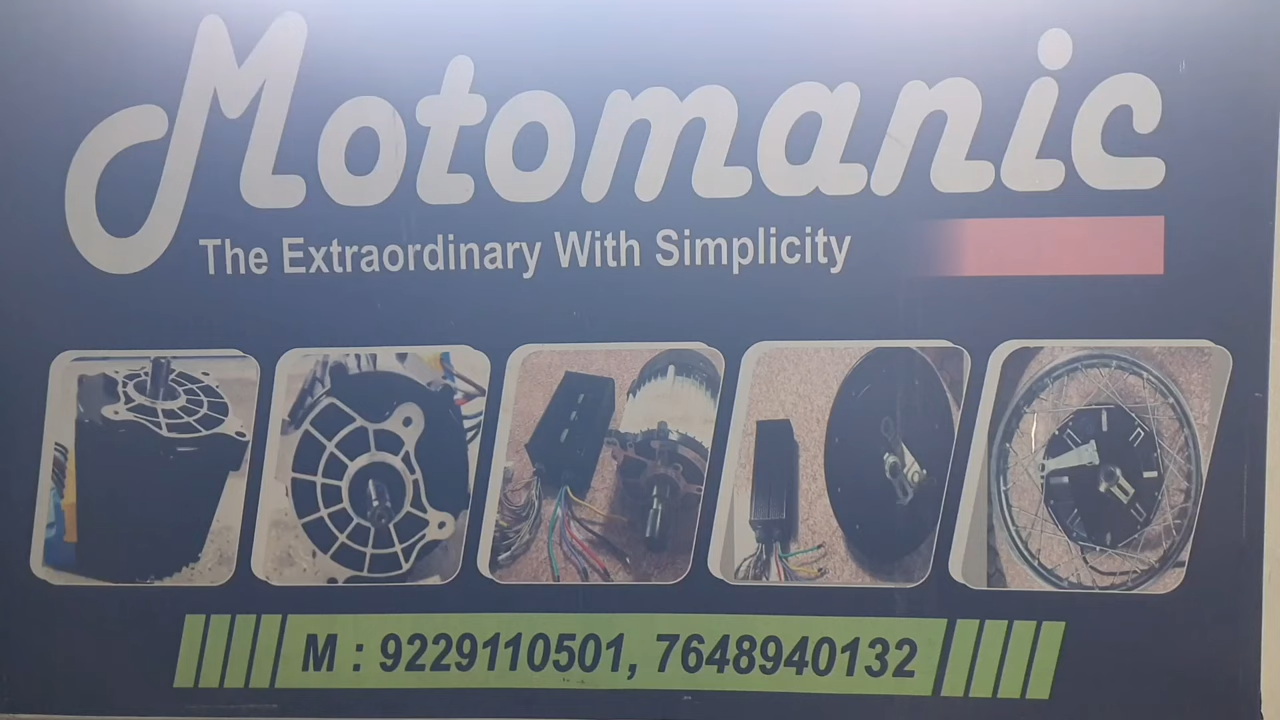 Motomanic
The Extraordinary With Simplicity
M : 9229110501, 7648940132